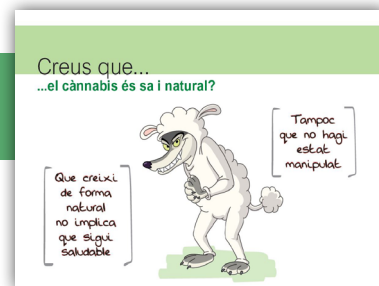 Creus que...
...el cànnabis és sa i natural?
Tampoc
que no hagi
estat
manipulat
Que creixi
de forma
natural
no implica
que sigui
saludable